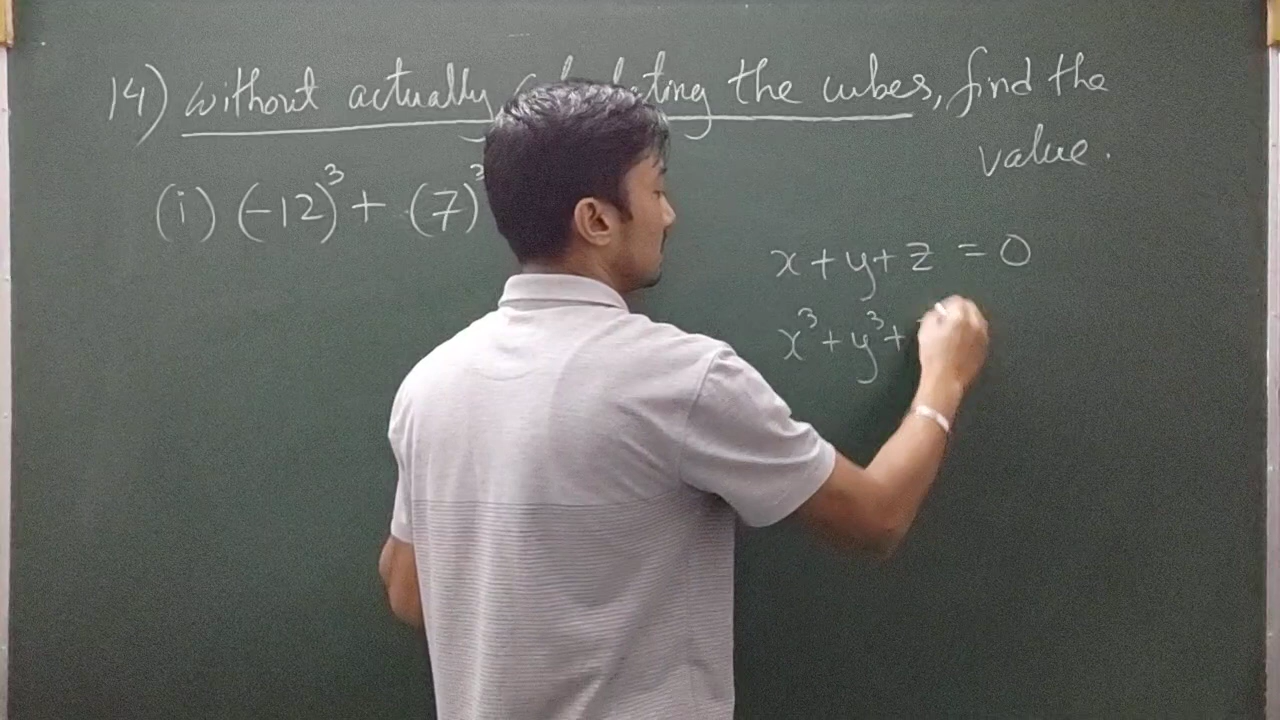 14) without actually the cubes, find the
value.
(i) (-12)³ + (7)³
x + y + z = 0
x³ + y³ +